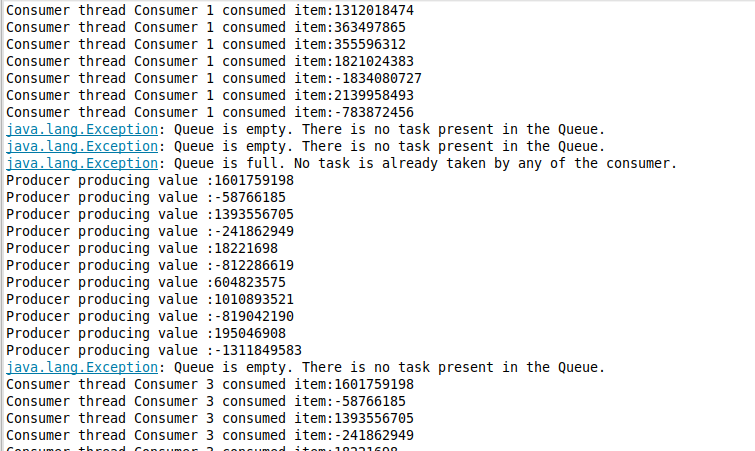 Consumer thread Consumer 1 consumed item:1312018474
Consumer thread Consumer 1 consumed item:363497865
Consumer thread Consumer 1 consumed item:355596312
Consumer thread Consumer 1 consumed item:1821024383
Consumer thread Consumer 1 consumed item:-1834080727
Consumer thread Consumer 1 consumed item:2139958493
Consumer thread Consumer 1 consumed item:-783872456
java.lang.Exception: Queue is empty. There is no task present in the Queue.
java.lang.Exception: Queue is empty. There is no task present in the Queue.
java.lang.Exception: Queue is full. No task is already taken by any of the consumer.
Producer producing value :1601759198
Producer producing value :-58766185
Producer producing value :1393556705
Producer producing value :-241862949
Producer producing value :18221698
Producer producing value :-812286619
Producer producing value :604823575
Producer producing value :1010893521
Producer producing value :-819042190
Producer producing value :195046908
Producer producing value :-1311849583
java.lang.Exception: Queue is empty. There is no task present in the Queue.
Consumer thread Consumer 3 consumed item:1601759198
Consumer thread Consumer 3 consumed item:-58766185
Consumer thread Consumer 3 consumed item:1393556705
Consumer thread Consumer 3 consumed item:-241862949
Consumer thread Consumer 3 consumed item:18221698